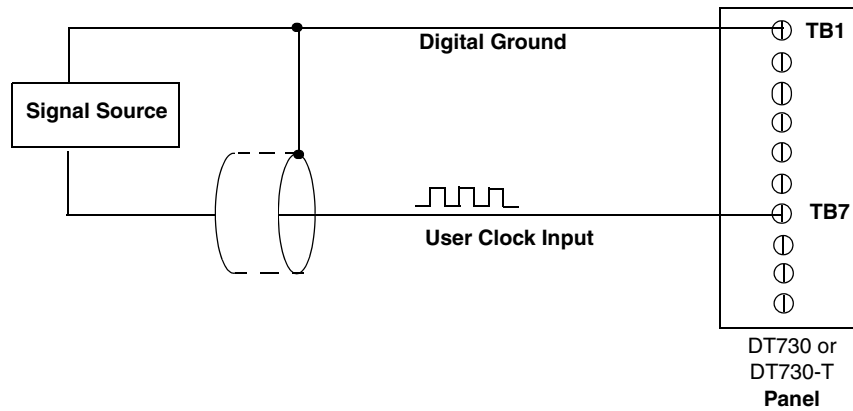 Digital Ground
TB1
Signal Source
TB7
User Clock Input
DT730 or
DT730-T
Panel